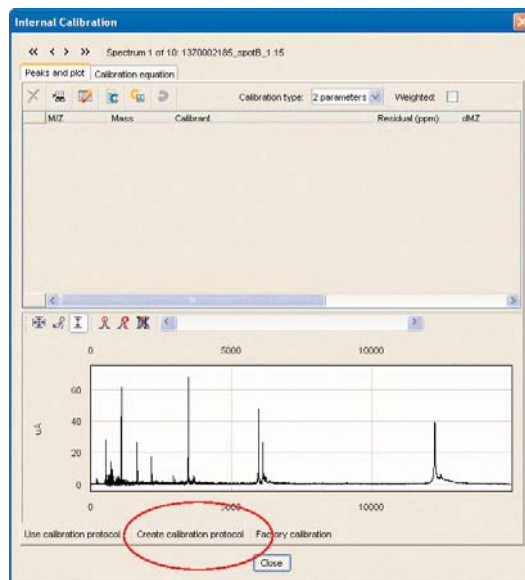 Internal Calibration
Spectrum 1 of 10: 1370002185_spotB_1:15
Peaks and plot Calibration equation
Calibration type: 2 parameters Weighted:
M/Z Mass Calibrant Residual (ppm) dMZ
0 5000 10000
60
40
20
0
uA
0 5000 10000
Use calibration protocol Create calibration protocol Factory calibration
Close